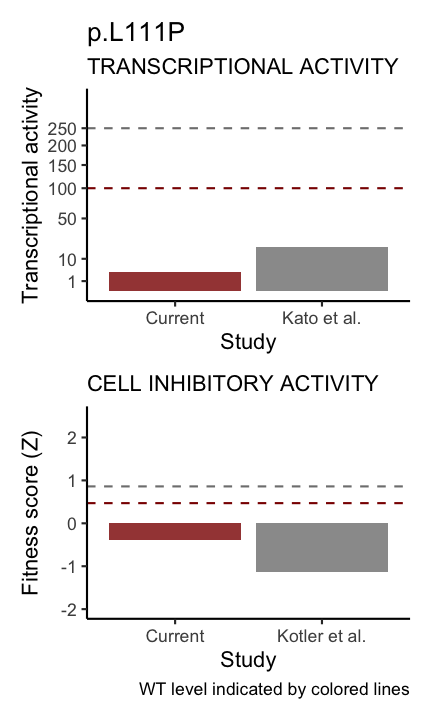 p.L111P
TRANSCRIPTIONAL ACTIVITY
Transcriptional activity
250
200
150
100
50
10
1
Current
Kato et al.
Study
CELL INHIBITORY ACTIVITY
Fitness score (Z)
2
1
0
-1
-2
Current
Kotler et al.
Study
WT level indicated by colored lines